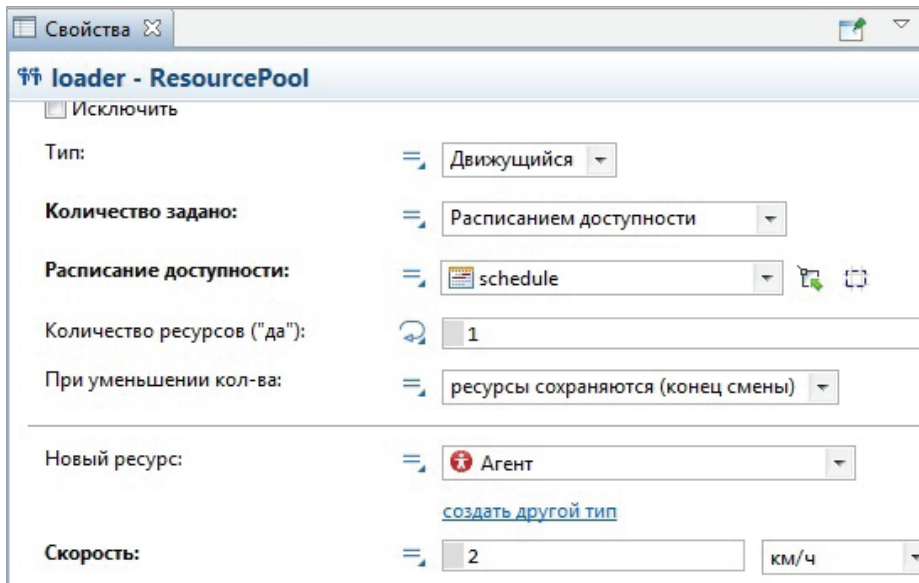 Свойства
loader - ResourcePool
Исключить
Тип: Движущийся
Количество задано: Расписанием доступности
Расписание доступности: schedule
Количество ресурсов ("да"): 1
При уменьшении кол-ва: ресурсы сохраняются (конец смены)
Новый ресурс: Агент
создать другой тип
Скорость: 2 км/ч